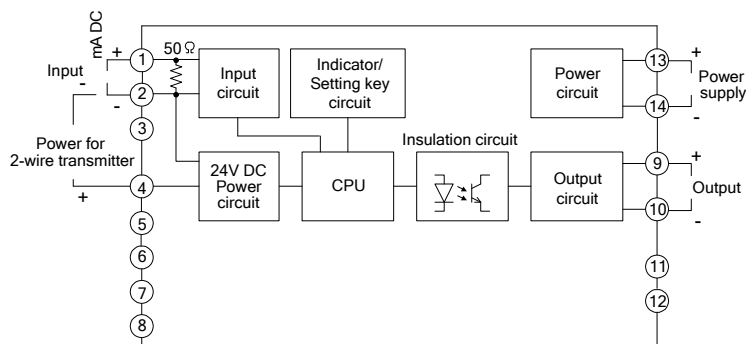 mA DC
+
Input
-
-
Power for
2-wire transmitter
+
1
2
3
4
5
6
7
8
50 Ω
Input
circuit
Indicator/
Setting key
circuit
24V DC
Power
circuit
CPU
Insulation circuit
Power
circuit
Output
circuit
13
14
9
10
11
12
+
Power
supply
-
+
Output
-